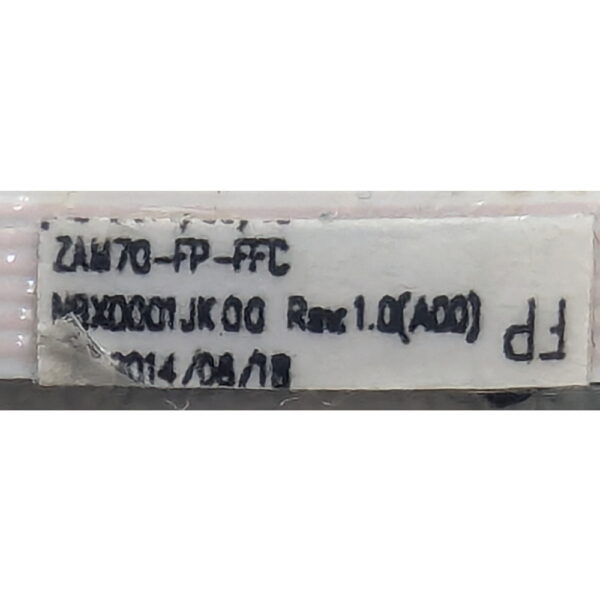 ZAM70-FP-FFC
NBX0001JK00 Rev: 1.0(A00)
2014/08/18
FP